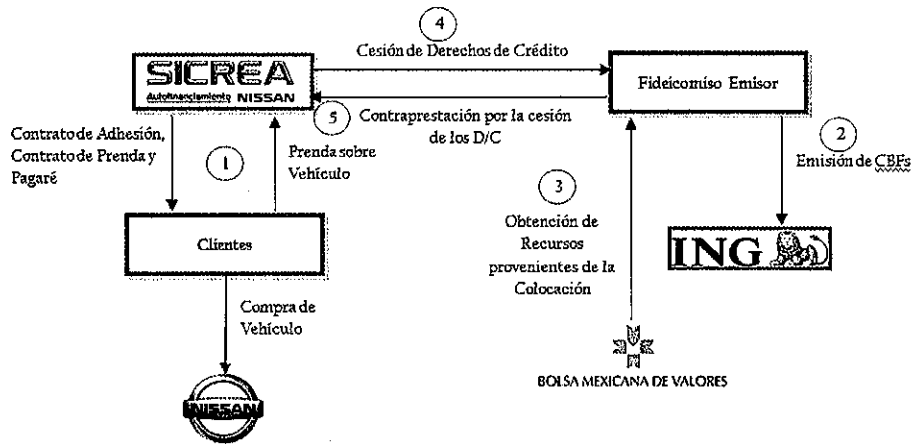 4
Cesión de Derechos de Crédito
SICREA
Autofinanciamiento NISSAN
Fideicomiso Emisor
5
Contraprestación por la cesión
de los D/C
Contrato de Adhesión,
Contrato de Prenda y
Pagaré
1
Prenda sobre
Vehículo
2
Emisión de CBFs
3
Obtención de
Recursos
provenientes de la
Colocación
Clientes
ING
Compra de
Vehículo
NISSAN
BOLSA MEXICANA DE VALORES